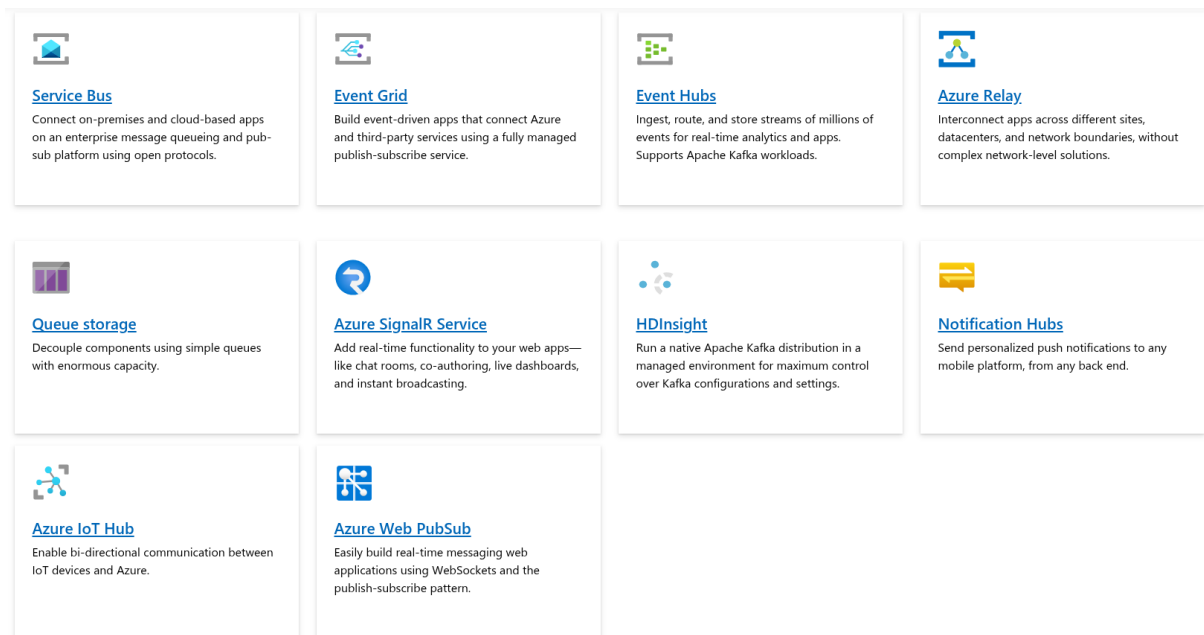 Service Bus
Connect on-premises and cloud-based apps
on an enterprise message queueing and pub-
sub platform using open protocols.
Event Grid
Build event-driven apps that connect Azure
and third-party services using a fully managed
publish-subscribe service.
Event Hubs
Ingest, route, and store streams of millions of
events for real-time analytics and apps.
Supports Apache Kafka workloads.
Azure Relay
Interconnect apps across different sites,
datacenters, and network boundaries, without
complex network-level solutions.
Queue storage
Decouple components using simple queues
with enormous capacity.
Azure SignalR Service
Add real-time functionality to your web apps—
like chat rooms, co-authoring, live dashboards,
and instant broadcasting.
HDInsight
Run a native Apache Kafka distribution in a
managed environment for maximum control
over Kafka configurations and settings.
Notification Hubs
Send personalized push notifications to any
mobile platform, from any back end.
Azure IoT Hub
Enable bi-directional communication between
IoT devices and Azure.
Azure Web PubSub
Easily build real-time messaging web
applications using WebSockets and the
publish-subscribe pattern.